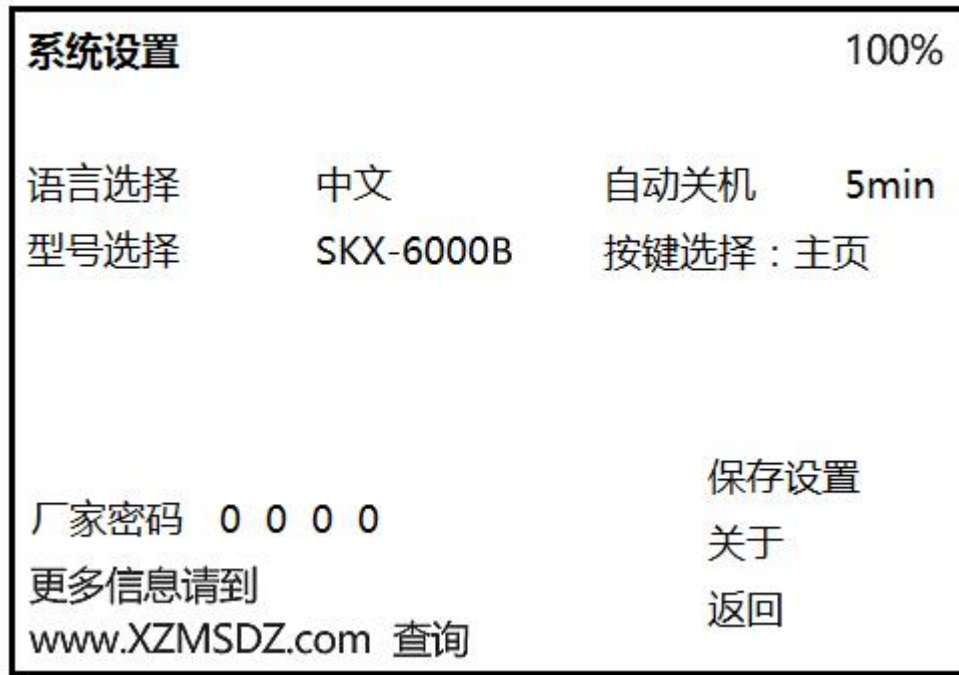 系统设置 100%
语言选择 中文 自动关机 5min
型号选择 SKX-6000B 按键选择：主页
保存设置
厂家密码 0 0 0 0
关于
更多信息请到
返回
www.XZMSDZ.com 查询